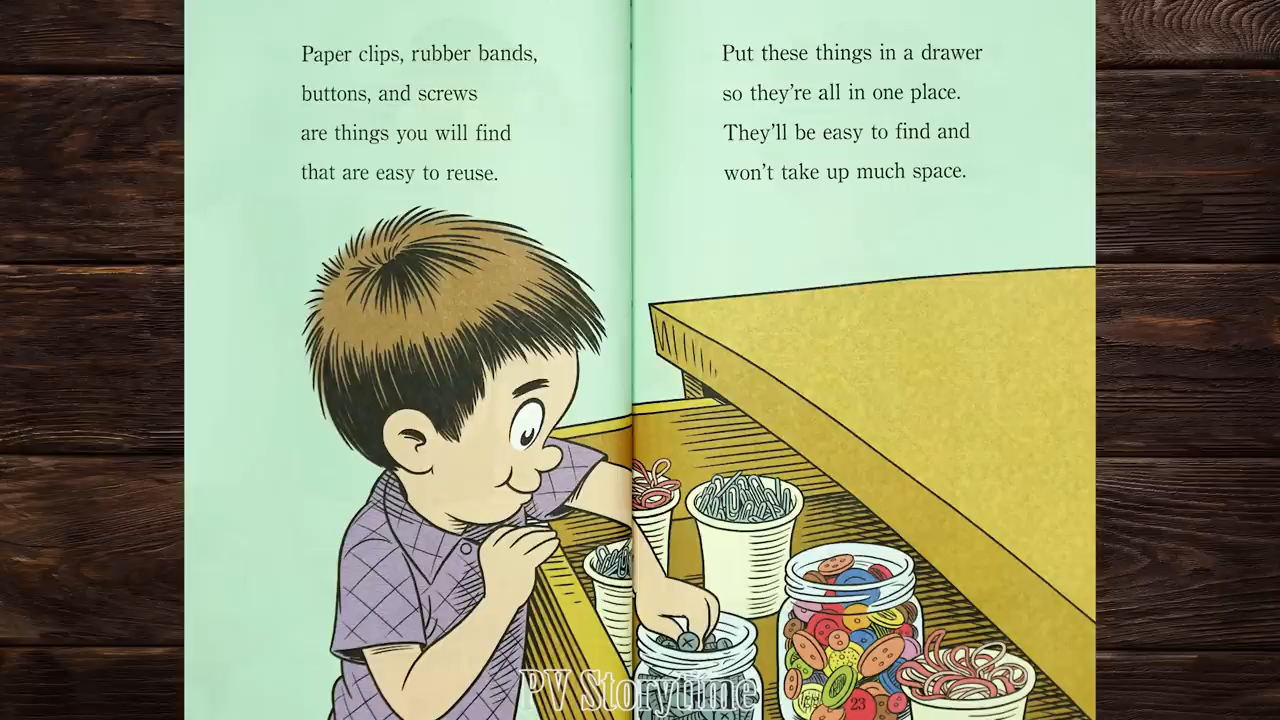 Paper clips, rubber bands,
buttons, and screws
are things you will find
that are easy to reuse.
Put these things in a drawer
so they're all in one place.
They'll be easy to find and
won't take up much space.
PV Storytime
23